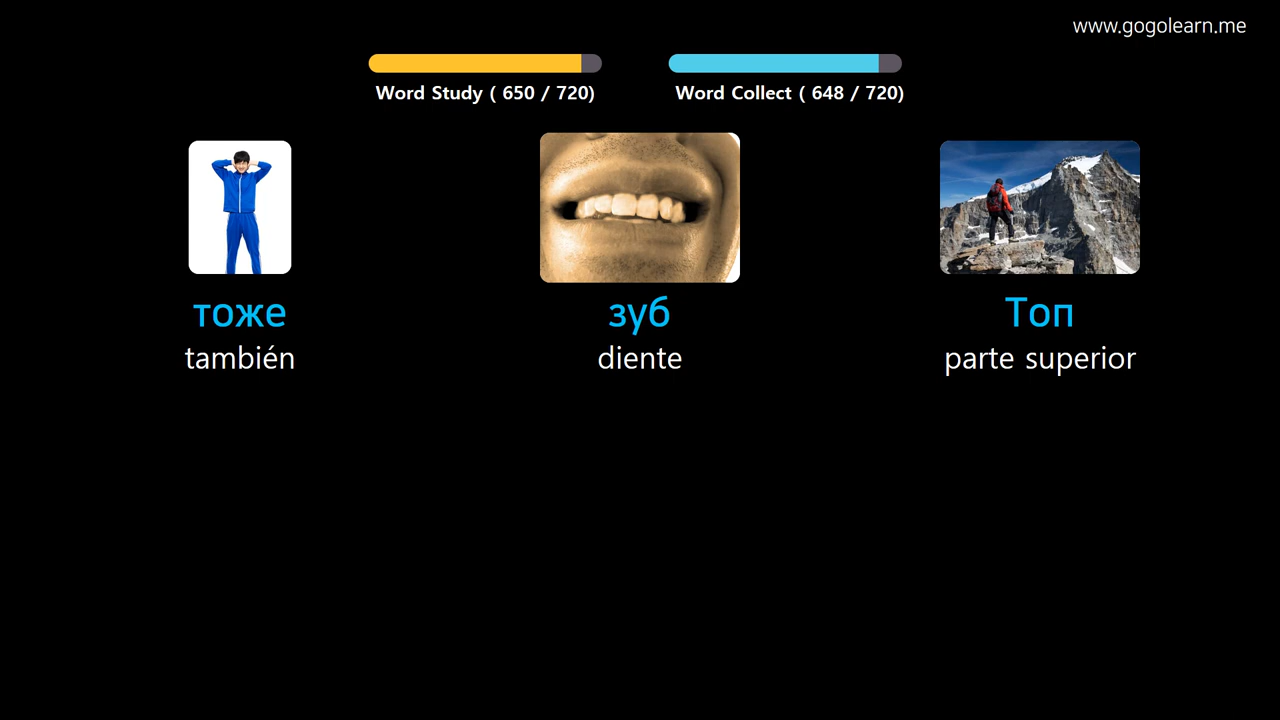 www.gogolearn.me
Word Study ( 650 / 720)
Word Collect ( 648 / 720)
тоже
зуб
Топ
también
diente
parte superior